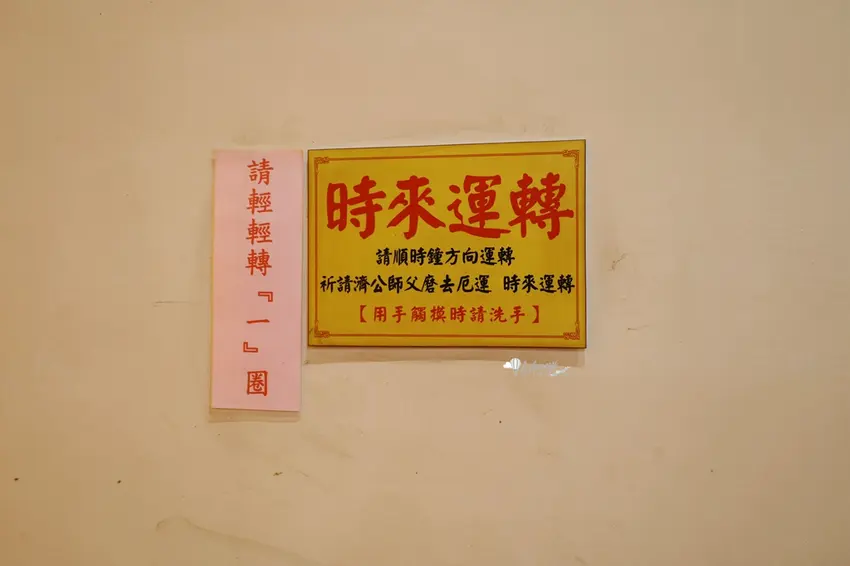 請輕輕轉『一』圈
時來運轉
請順時鐘方向運轉
祈請濟公師父磨去厄運 時來運轉
【用手觸摸時請洗手】